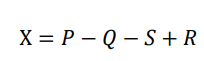 X = P − Q − S + R